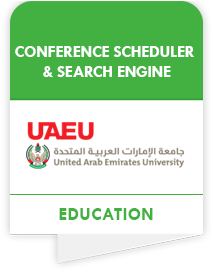 CONFERENCE SCHEDULER
& SEARCH ENGINE
UAEU
جامعة الإمارات العربية المتحدة
United Arab Emirates University
EDUCATION